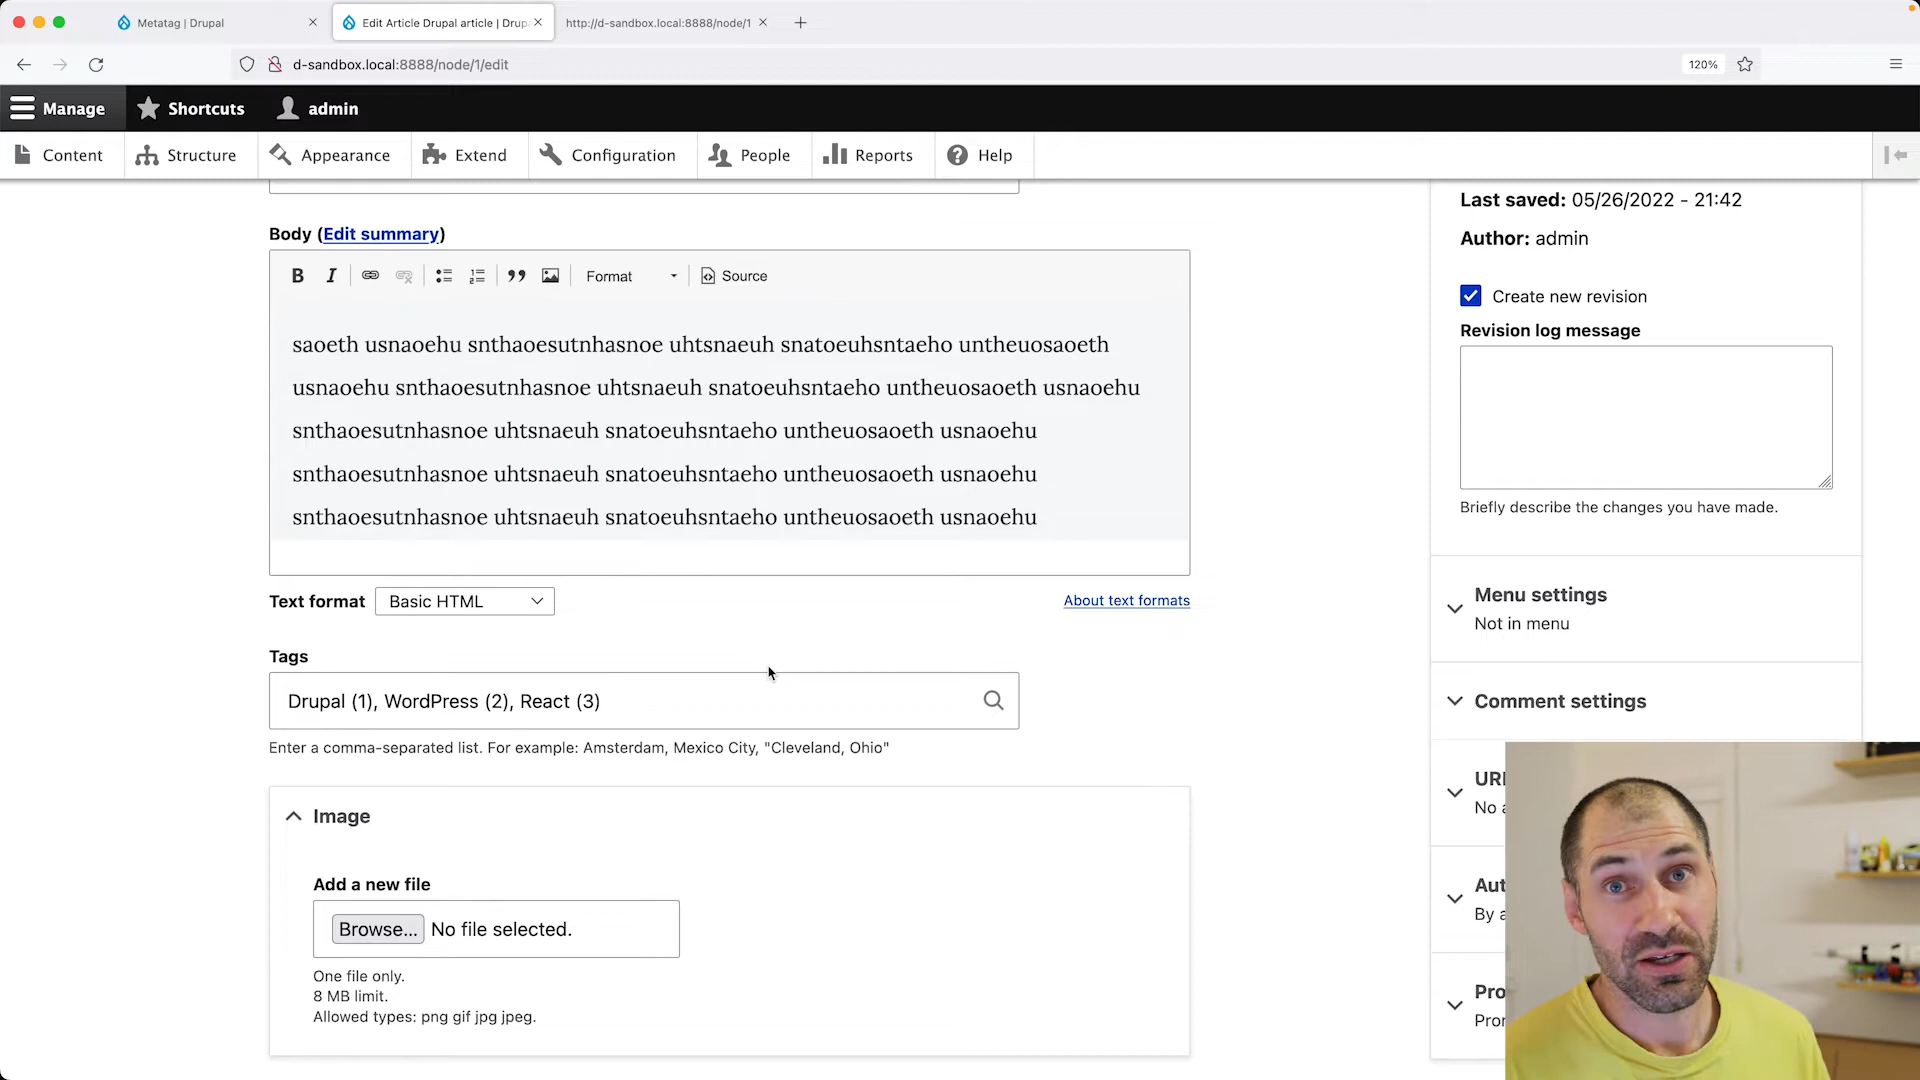 Metatag | Drupal
Edit Article Drupal article | Drup
http://d-sandbox.local:8888/node/1
d-sandbox.local:8888/node/1/edit
120%
Manage
Shortcuts
admin
Content
Structure
Appearance
Extend
Configuration
People
Reports
Help
Body (Edit summary)
B I
Format
Source
saoeth usnaoehu snthaoesutnhasnoe uhtsnaeuh snatoeuhsntaeho untheuosaoeth
usnaoehu snthaoesutnhasnoe uhtsnaeuh snatoeuhsntaeho untheuosaoeth usnaoehu
snthaoesutnhasnoe uhtsnaeuh snatoeuhsntaeho untheuosaoeth usnaoehu
snthaoesutnhasnoe uhtsnaeuh snatoeuhsntaeho untheuosaoeth usnaoehu
snthaoesutnhasnoe uhtsnaeuh snatoeuhsntaeho untheuosaoeth usnaoehu
Text format
Basic HTML
About text formats
Tags
Drupal (1), WordPress (2), React (3)
Enter a comma-separated list. For example: Amsterdam, Mexico City, "Cleveland, Ohio"
Image
Add a new file
Browse... No file selected.
One file only.
8 MB limit.
Allowed types: png gif jpg jpeg.
Last saved: 05/26/2022 - 21:42
Author: admin
Create new revision
Revision log message
Briefly describe the changes you have made.
Menu settings
Not in menu
Comment settings
URL
No a
Aut
By a
Pro
Pror